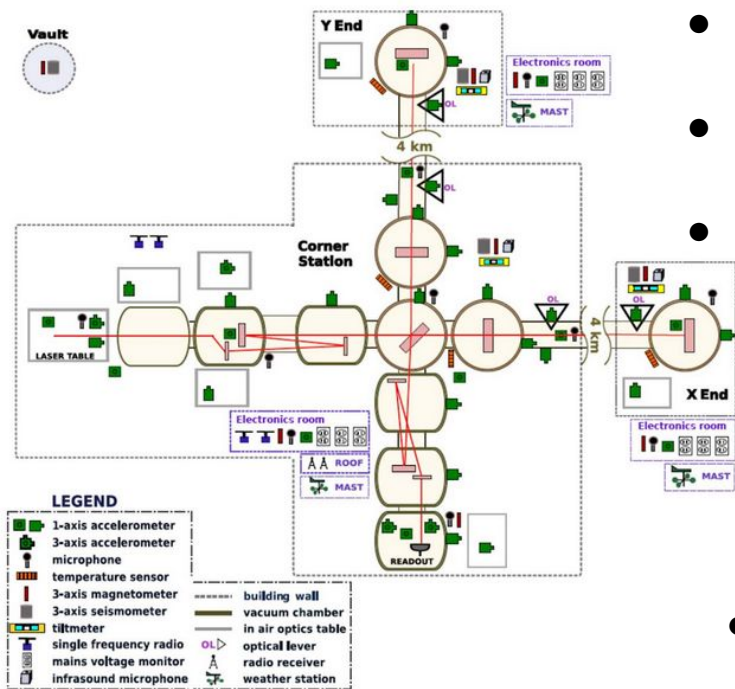 Vault
Y End
Electronics room
OL
MAST
4 km
OL
Corner
Station
OL
4 km
OL
LASER TABLE
X End
Electronics room
MAST
Electronics room
ROOF
MAST
READOUT
LEGEND
1-axis accelerometer
3-axis accelerometer
microphone
temperature sensor
3-axis magnetometer
3-axis seismometer
tiltmeter
single frequency radio
mains voltage monitor
infrasound microphone
building wall
vacuum chamber
in air optics table
OL optical lever
radio receiver
weather station